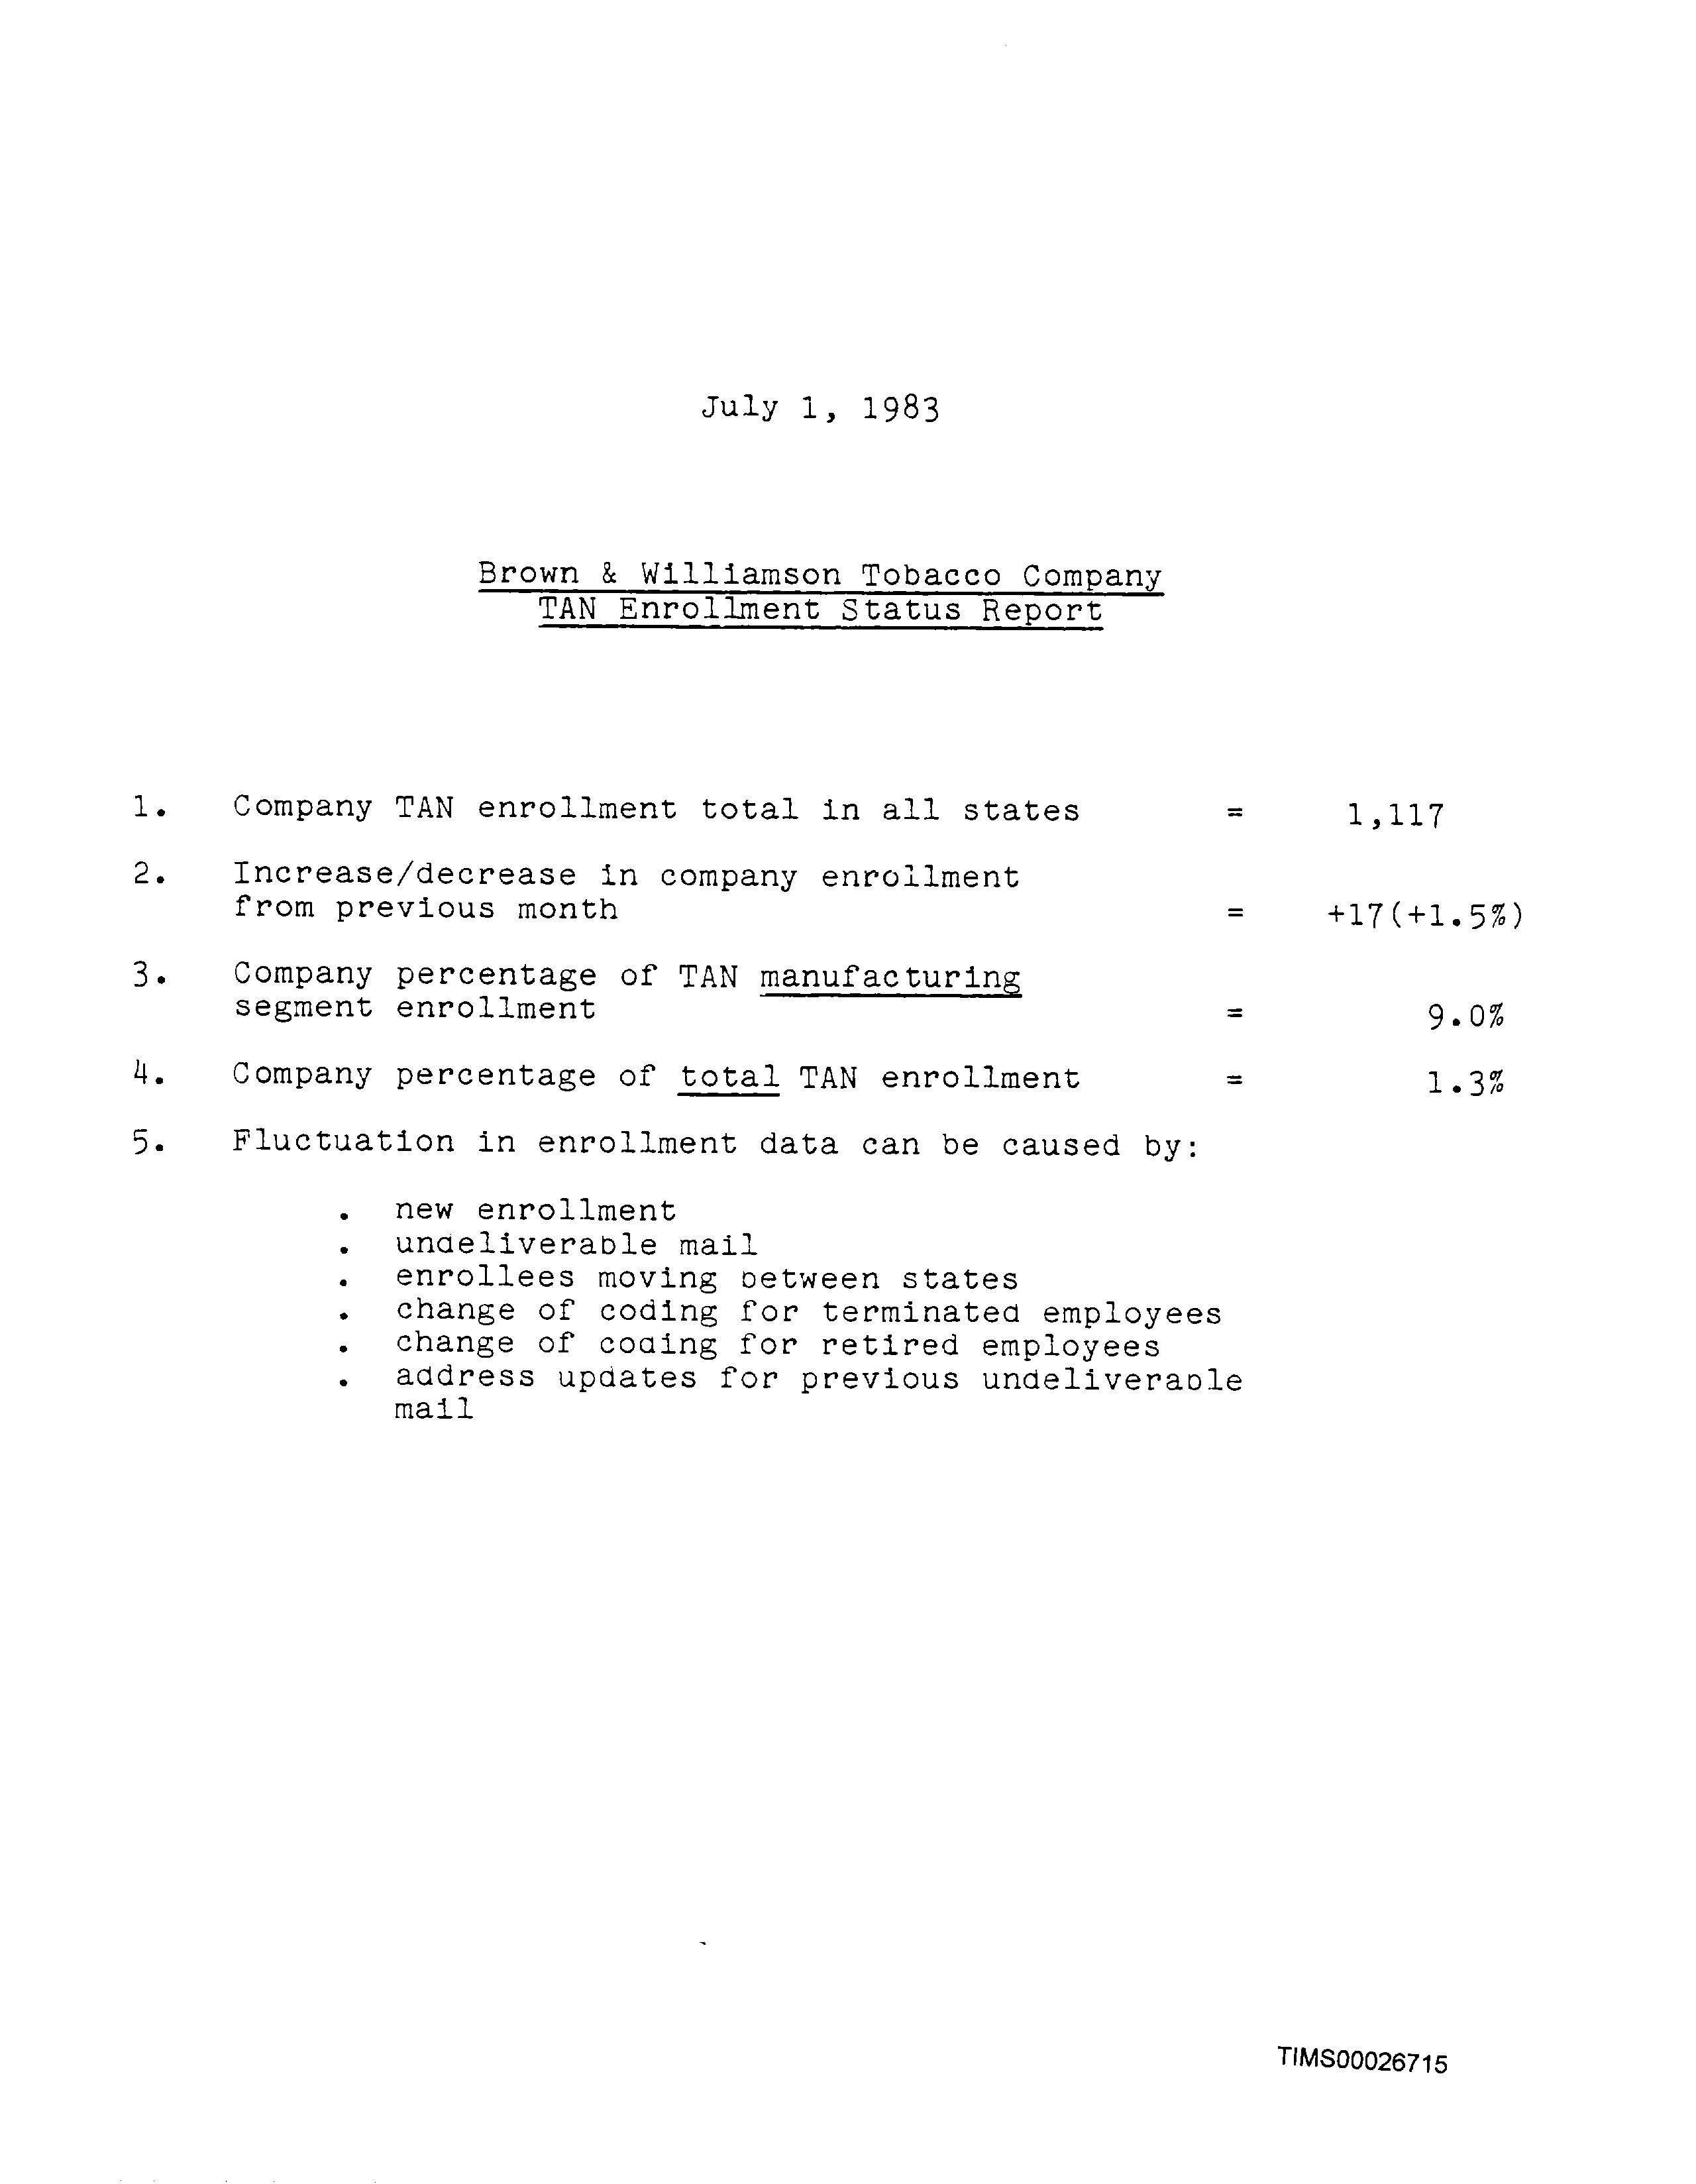 July 1, 1983
Brown & Williamson Tobacco Company
TAN Enrollment Status Report
1. Company TAN enrollment total in all states = 1,117
2. Increase/decrease in company enrollment
from previous month = +17(+1.5%)
3. Company percentage of TAN manufacturing
segment enrollment = 9.0%
4. Company percentage of total TAN enrollment = 1.3%
5. Fluctuation in enrollment data can be caused by:
. new enrollment
. undeliverable mail
. enrollees moving between states
. change of coding for terminated employees
. change of coding for retired employees
. address updates for previous undeliverable
mail
TIMS00026715